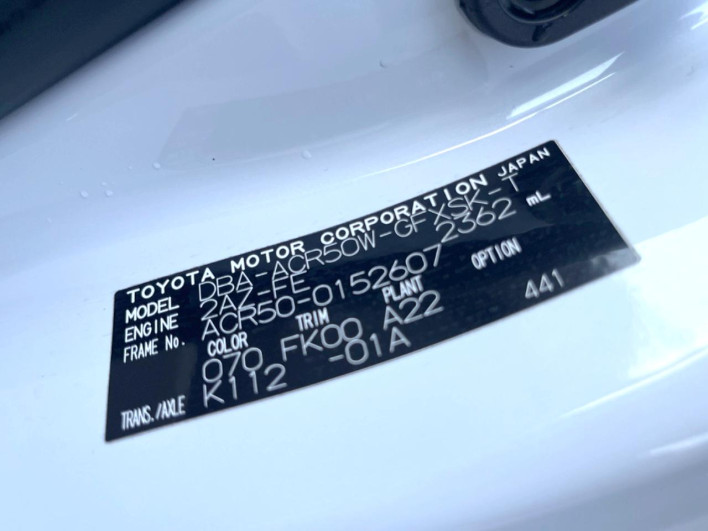 TOYOTA MOTOR CORPORATION JAPAN
MODEL DBA-ACR50W-GFXSK-T
ENGINE 2AZ-FE 2362 mL
FRAME No. ACR50-0152607
COLOR TRIM PLANT OPTION
070 FK00 A22 441
TRANS./AXLE K112 -01A